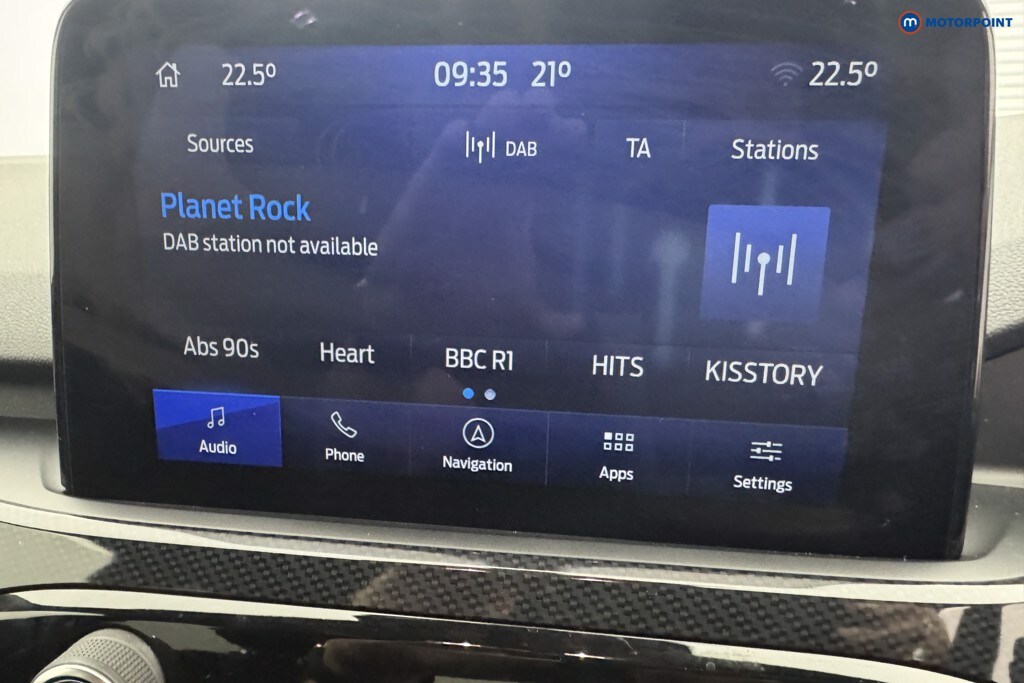 MOTORPOINT
22.5° 09:35 21° 22.5°
Sources DAB TA Stations
Planet Rock
DAB station not available
Abs 90s Heart BBC R1 HITS KISSTORY
Audio Phone Navigation Apps Settings